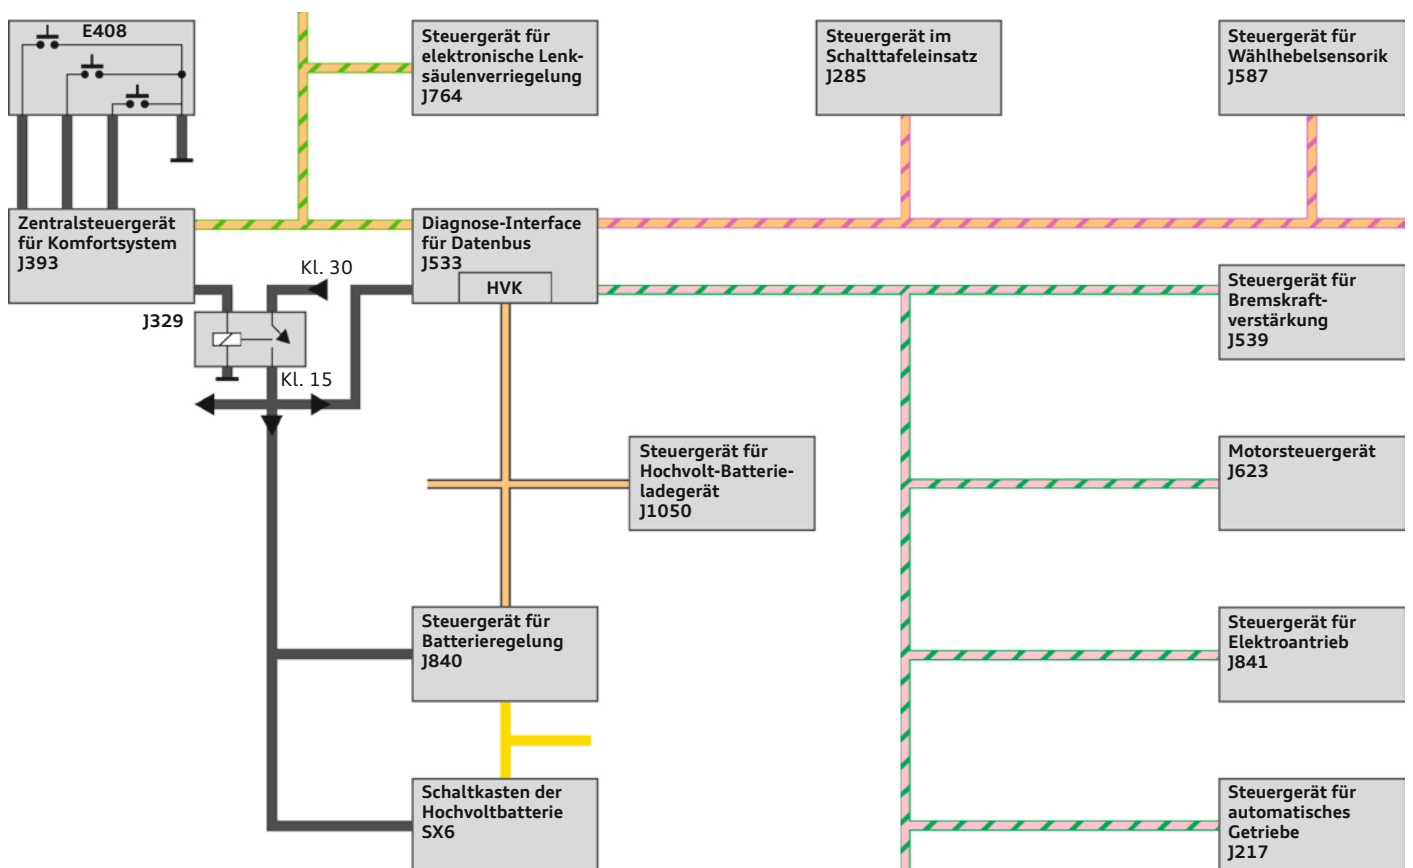 E408
Steuergerät für
elektronische Lenk-
säulenverriegelung
J764
Steuergerät im
Schalttafeleinsatz
J285
Steuergerät für
Wählhebelsensorik
J587
Zentralsteuergerät
für Komfortsystem
J393
Diagnose-Interface
für Datenbus
J533
HVK
Kl. 30
J329
Kl. 15
Steuergerät für
Bremskraft-
verstärkung
J539
Steuergerät für
Hochvolt-Batterie-
ladegerät
J1050
Motorsteuergerät
J623
Steuergerät für
Batterieregelung
J840
Steuergerät für
Elektroantrieb
J841
Schaltkasten der
Hochvoltbatterie
SX6
Steuergerät für
automatisches
Getriebe
J217